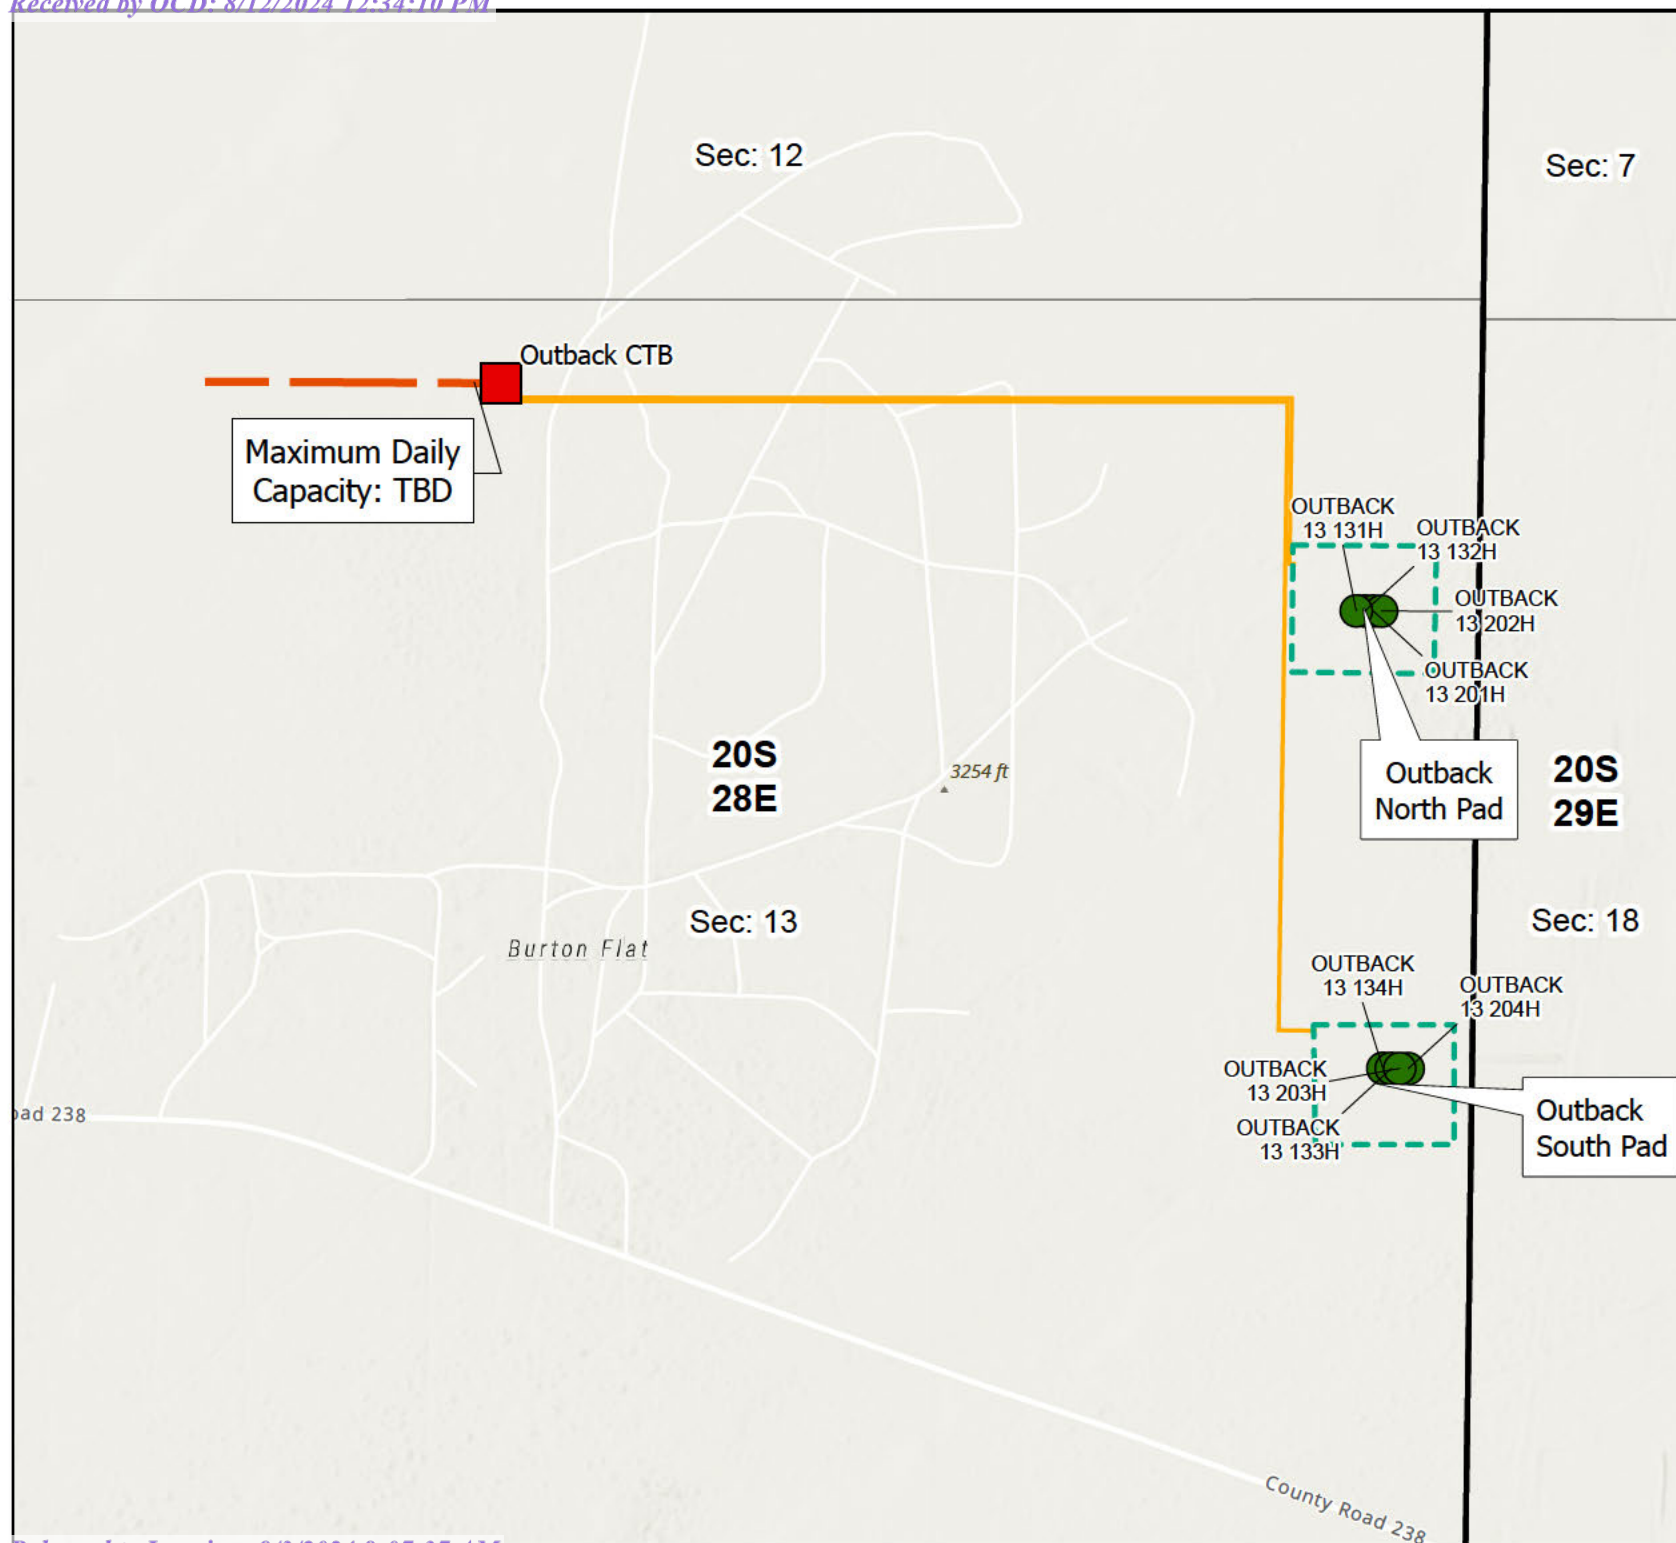 Received by OCD: 8/12/2024 12:34:10 PM
Sec: 12
Sec: 7
Outback CTB
Maximum Daily
Capacity: TBD
OUTBACK
13 131H
OUTBACK
13 132H
OUTBACK
13 202H
OUTBACK
13 201H
20S
28E
3254 ft
Outback
North Pad
20S
29E
Sec: 13
Sec: 18
Burton Flat
OUTBACK
13 134H
OUTBACK
13 204H
OUTBACK
13 203H
OUTBACK
13 133H
Outback
South Pad
oad 238
County Road 238